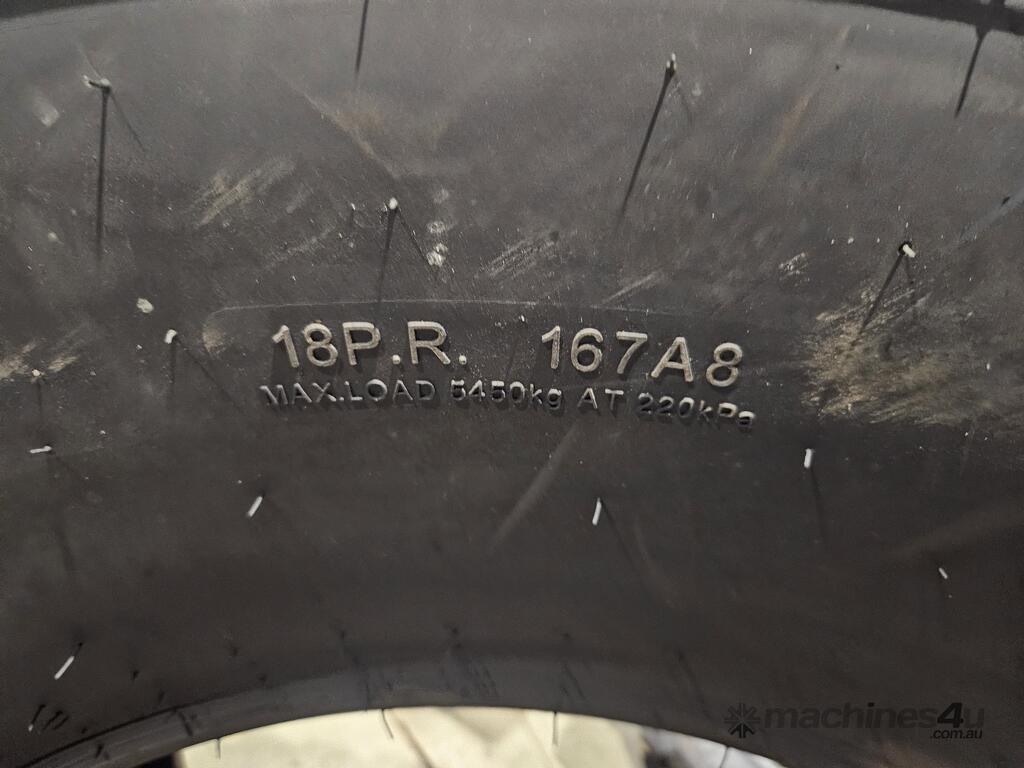 18P.R. 167A8
MAX.LOAD 5450kg AT 220kPa
machines4u
.com.au